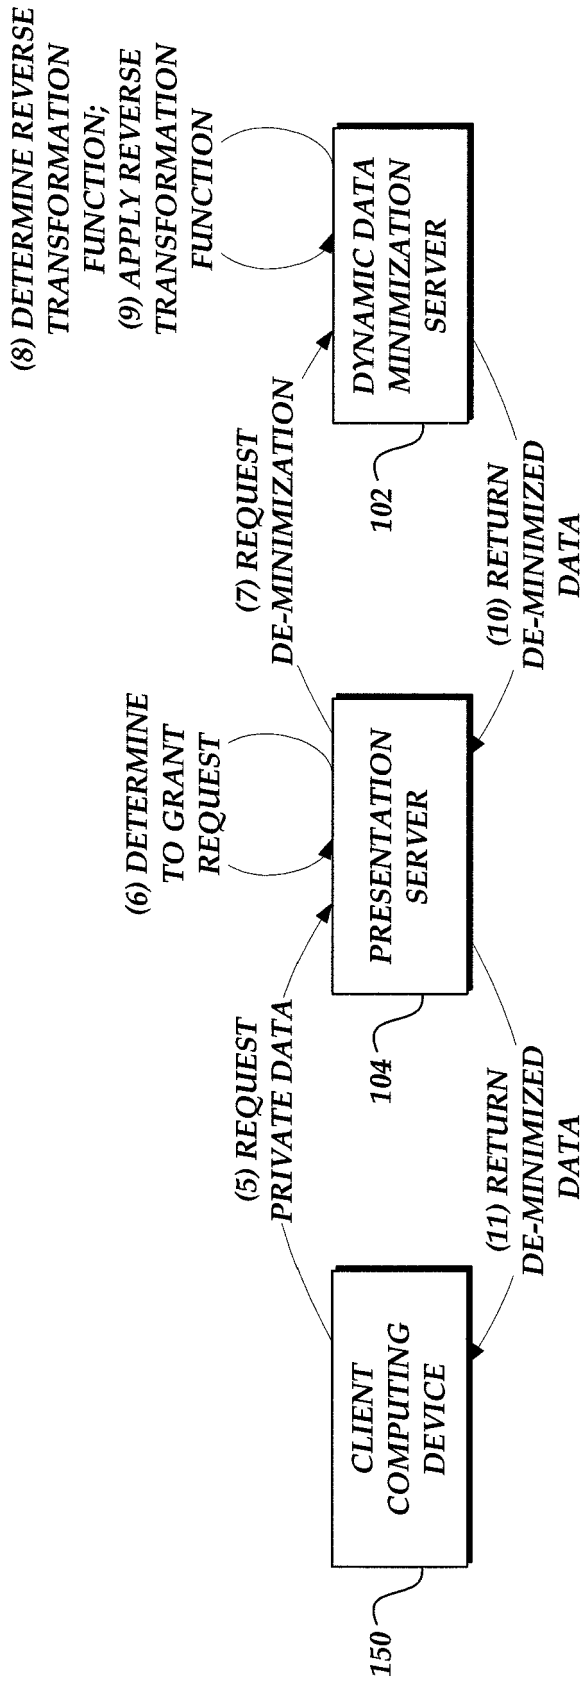 (5) REQUEST
PRIVATE DATA
(6) DETERMINE
TO GRANT
REQUEST
(7) REQUEST
DE-MINIMIZATION
(8) DETERMINE REVERSE
TRANSFORMATION
FUNCTION;
(9) APPLY REVERSE
TRANSFORMATION
FUNCTION
CLIENT
COMPUTING
DEVICE
150
PRESENTATION
SERVER
104
DYNAMIC DATA
MINIMIZATION
SERVER
102
(11) RETURN
DE-MINIMIZED
DATA
(10) RETURN
DE-MINIMIZED
DATA